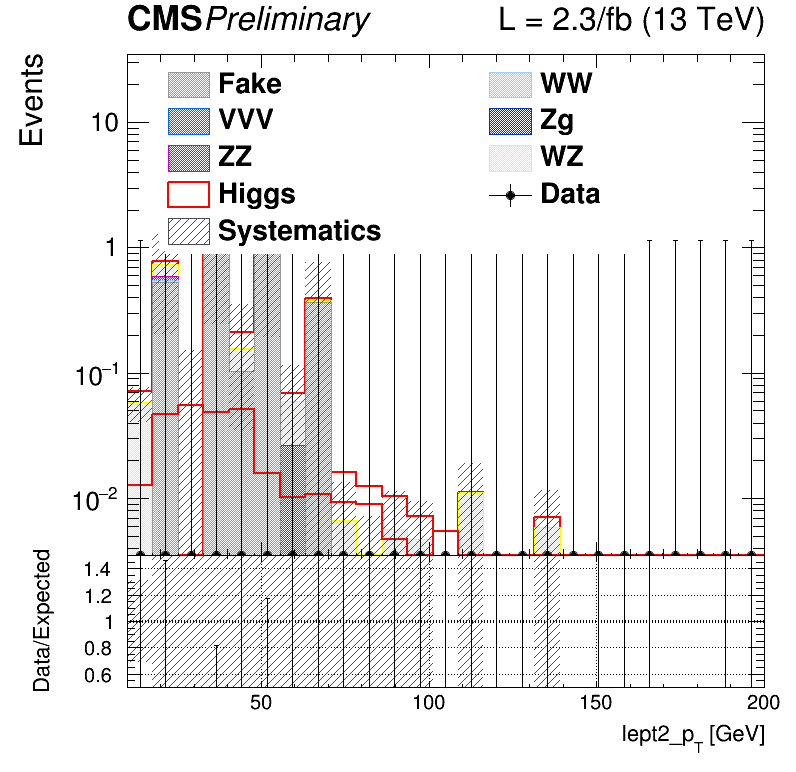 CMS Preliminary L = 2.3/fb (13 TeV)
Events
Fake WW
VVV Zg
ZZ WZ
Higgs Data
Systematics
10
1
10⁻¹
10⁻²
Data/Expected
1.4
1.2
1
0.8
0.6
50 100 150 200
lept2_p_T [GeV]